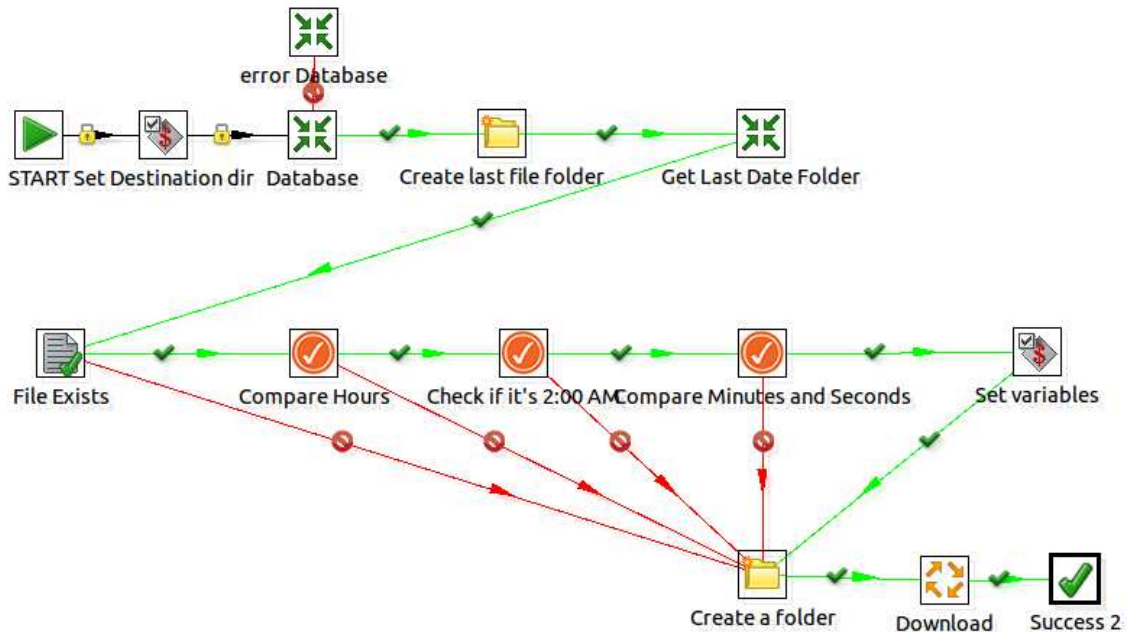 error Database
START
Set Destination dir
Database
Create last file folder
Get Last Date Folder
File Exists
Compare Hours
Check if it's 2:00 AM
Compare Minutes and Seconds
Set variables
Create a folder
Download
Success 2